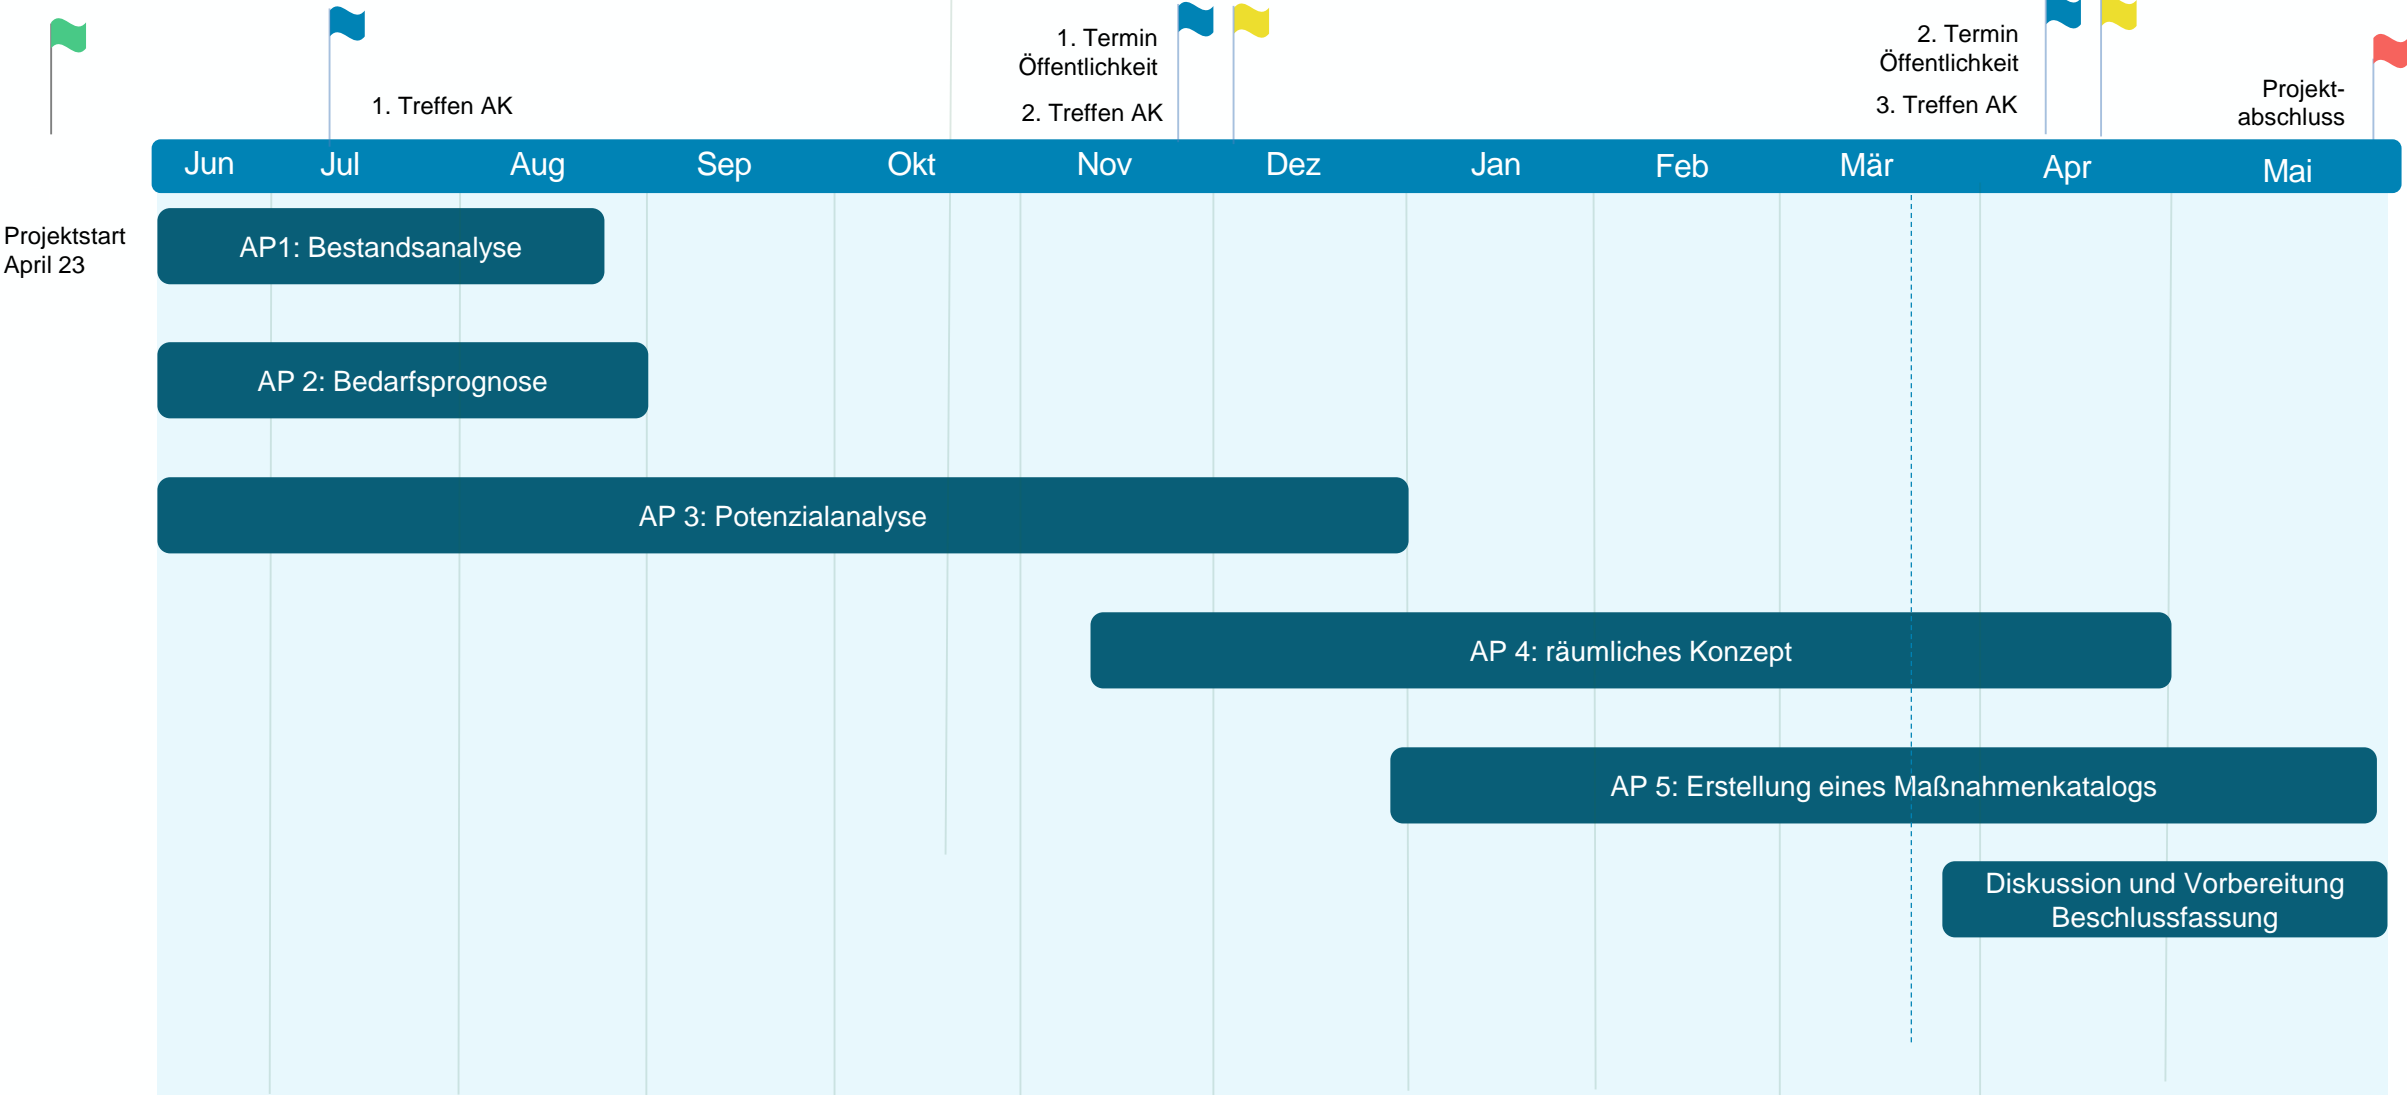 1. Treffen AK
1. Termin
Öffentlichkeit
2. Treffen AK
2. Termin
Öffentlichkeit
3. Treffen AK
Projekt-
abschluss
Jun Jul Aug Sep Okt Nov Dez Jan Feb Mär Apr Mai
Projektstart
April 23
AP1: Bestandsanalyse
AP 2: Bedarfsprognose
AP 3: Potenzialanalyse
AP 4: räumliches Konzept
AP 5: Erstellung eines Maßnahmenkatalogs
Diskussion und Vorbereitung
Beschlussfassung